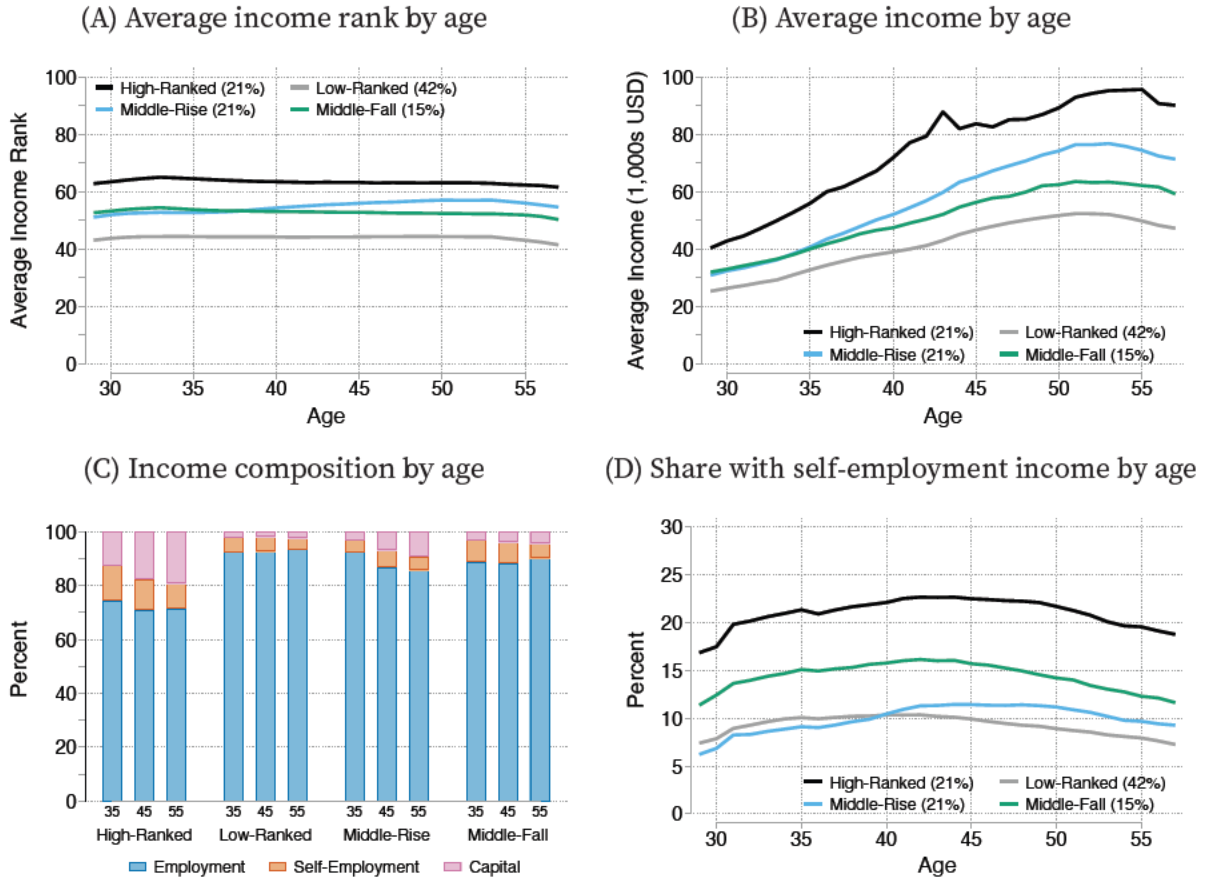 (A) Average income rank by age
Average Income Rank
100
80
60
40
20
0
High-Ranked (21%) Low-Ranked (42%)
Middle-Rise (21%) Middle-Fall (15%)
30 35 40 45 50 55
Age
(B) Average income by age
Average Income (1,000s USD)
100
80
60
40
20
0
High-Ranked (21%) Low-Ranked (42%)
Middle-Rise (21%) Middle-Fall (15%)
30 35 40 45 50 55
Age
(C) Income composition by age
Percent
100
80
60
40
20
0
35 45 55 35 45 55 35 45 55 35 45 55
High-Ranked Low-Ranked Middle-Rise Middle-Fall
Employment Self-Employment Capital
(D) Share with self-employment income by age
Percent
30
25
20
15
10
5
0
High-Ranked (21%) Low-Ranked (42%)
Middle-Rise (21%) Middle-Fall (15%)
30 35 40 45 50 55
Age